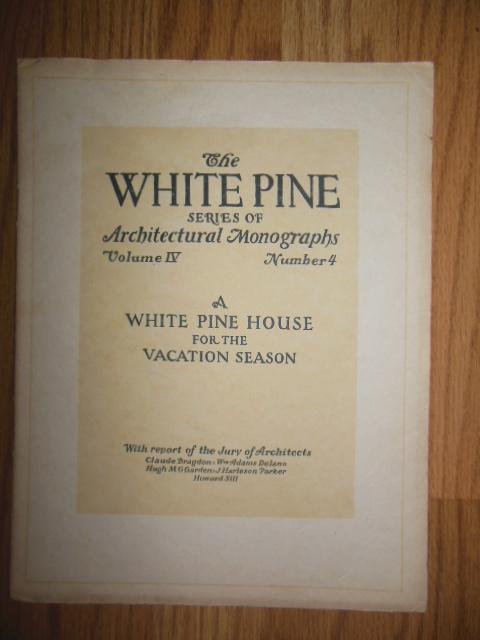 The
WHITE PINE
SERIES OF
Architectural Monographs
Volume IV Number 4
A
WHITE PINE HOUSE
FOR THE
VACATION SEASON
With report of the Jury of Architects
Claude Bragdon : Wm Adams Delano
Hugh M G Garden : J Harleson Parker
Howard Sill